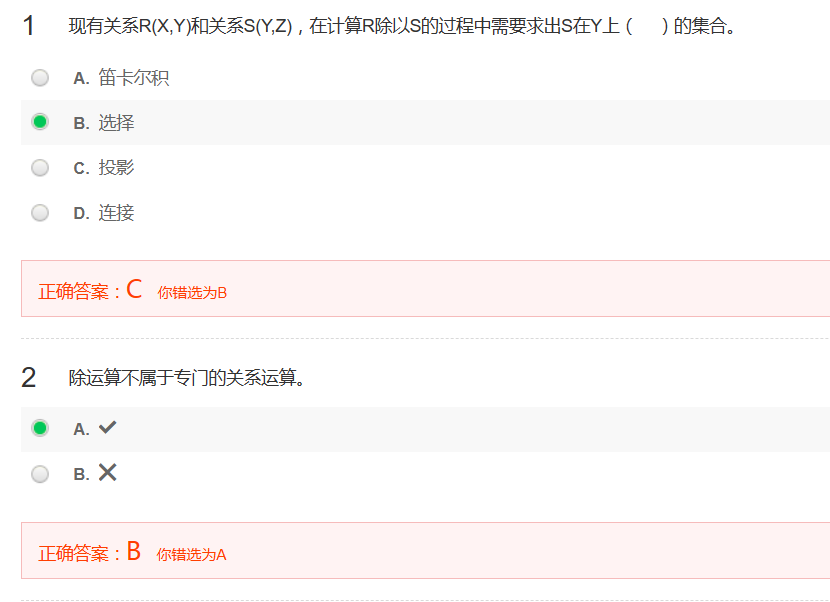 1 现有关系R(X,Y)和关系S(Y,Z)，在计算R除以S的过程中需要求出S在Y上（ ）的集合。
A. 笛卡尔积
B. 选择
C. 投影
D. 连接
正确答案：C 你错选为B
2 除运算不属于专门的关系运算。
A. ✔
B. ✕
正确答案：B 你错选为A